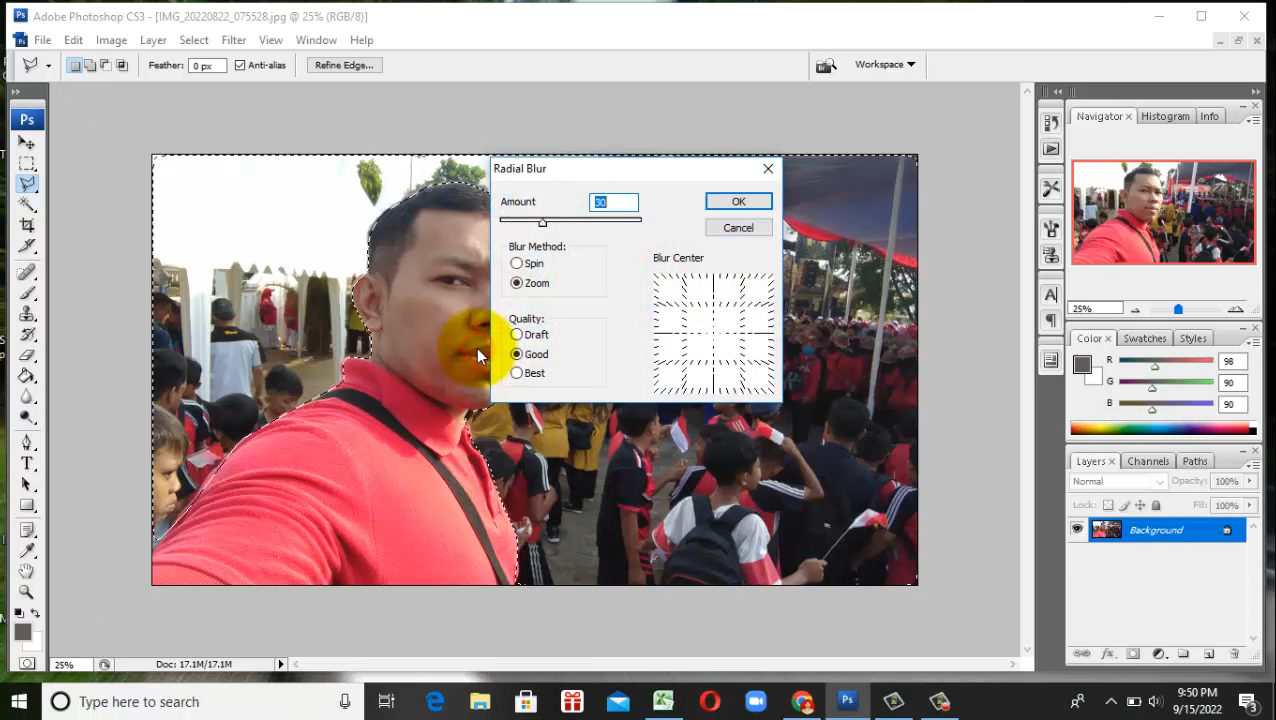 Adobe Photoshop CS3 - [IMG_20220822_075528.jpg @ 25% (RGB/8)]
File Edit Image Layer Select Filter View Window Help
Feather: 0 px Anti-alias Refine Edge... Workspace
Ps
Navigator Histogram Info
25%
Color Swatches Styles
R 98
G 90
B 90
Layers Channels Paths
Normal Opacity: 100%
Lock: Fill: 100%
Background
Radial Blur
Amount 30
OK
Cancel
Blur Method:
Spin
Zoom
Blur Center
Quality:
Draft
Good
Best
25% Doc: 17.1M/17.1M
Type here to search
Ps
9:50 PM
9/15/2022
3